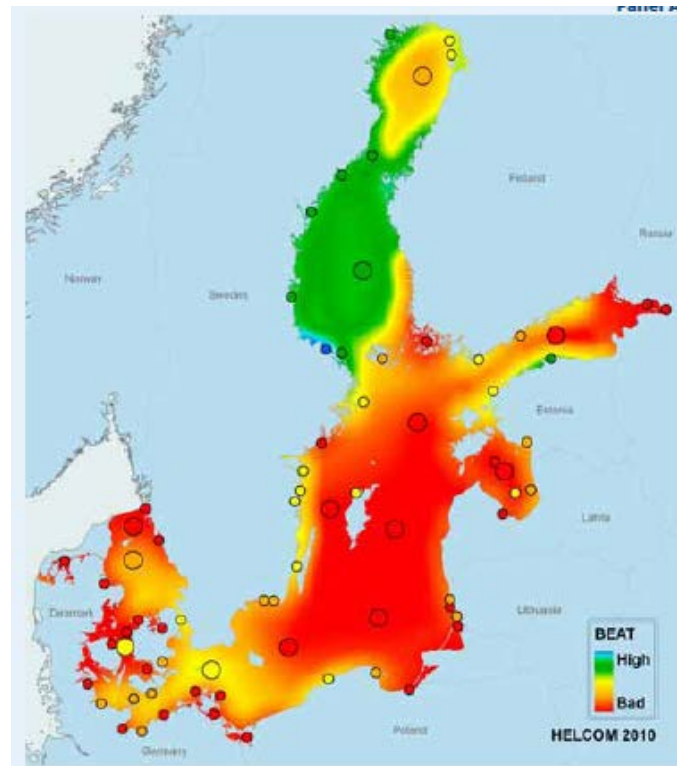 Panel A
Finland
Russia
Norway
Sweden
Estonia
Latvia
Denmark
Lithuania
BEAT
High
Bad
HELCOM 2010
Poland
Germany